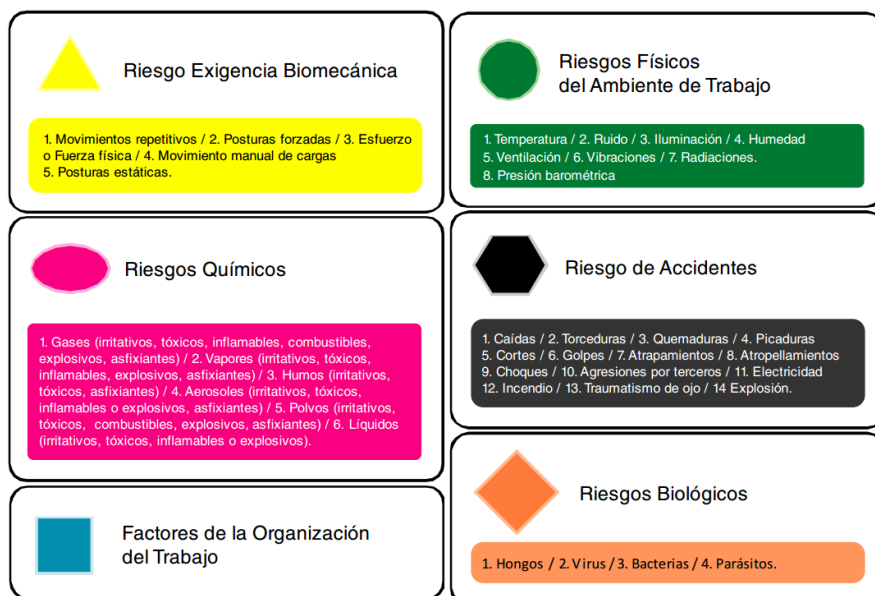 Riesgo Exigencia Biomecánica
1. Movimientos repetitivos / 2. Posturas forzadas / 3. Esfuerzo
o Fuerza física / 4. Movimiento manual de cargas
5. Posturas estáticas.
Riesgos Físicos
del Ambiente de Trabajo
1. Temperatura / 2. Ruido / 3. Iluminación / 4. Humedad
5. Ventilación / 6. Vibraciones / 7. Radiaciones.
8. Presión barométrica
Riesgos Químicos
1. Gases (irritativos, tóxicos, inflamables, combustibles,
explosivos, asfixiantes) / 2. Vapores (irritativos, tóxicos,
inflamables, explosivos, asfixiantes) / 3. Humos (irritativos,
tóxicos, asfixiantes) / 4. Aerosoles (irritativos, tóxicos,
inflamables o explosivos, asfixiantes) / 5. Polvos (irritativos,
tóxicos, combustibles, explosivos, asfixiantes) / 6. Líquidos
(irritativos, tóxicos, inflamables o explosivos).
Riesgo de Accidentes
1. Caídas / 2. Torceduras / 3. Quemaduras / 4. Picaduras
5. Cortes / 6. Golpes / 7. Atrapamientos / 8. Atropellamientos
9. Choques / 10. Agresiones por terceros / 11. Electricidad
12. Incendio / 13. Traumatismo de ojo / 14 Explosión.
Factores de la Organización
del Trabajo
Riesgos Biológicos
1. Hongos / 2. Virus / 3. Bacterias / 4. Parásitos.